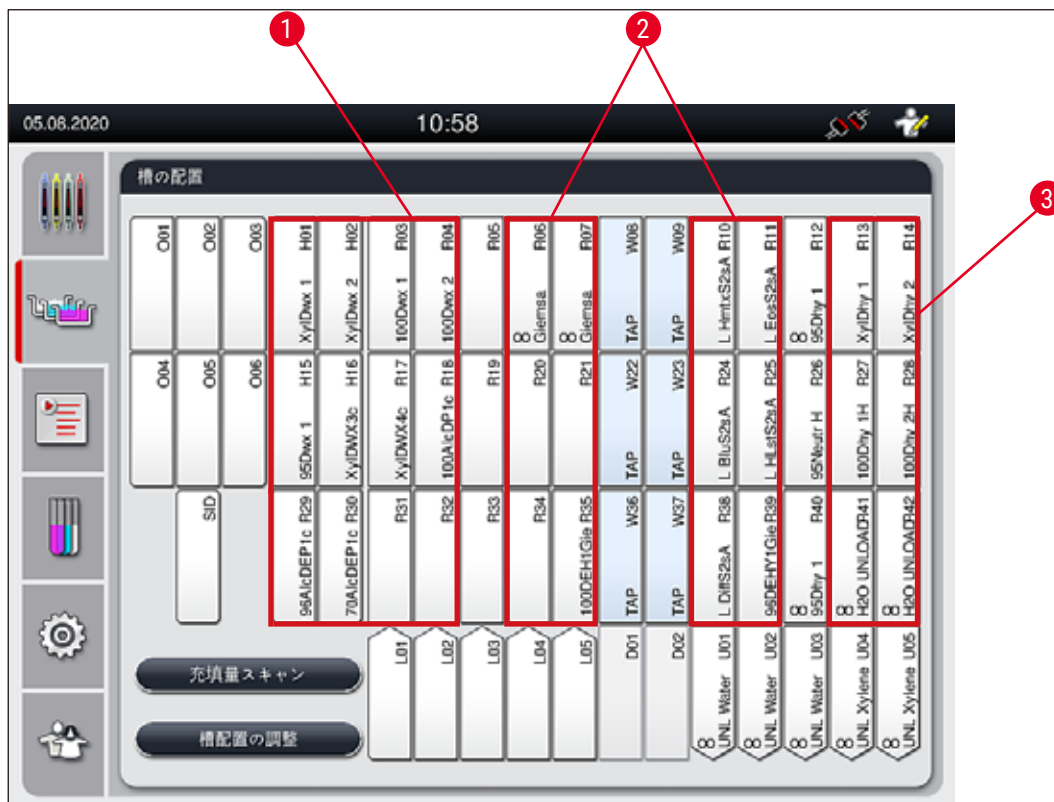 1
2
3
05.08.2020
10:58
槽の配置
O01
O02
O03
H01 XylDwx 1
H02 XylDwx 2
R03 100Dwx 1
R04 100Dwx 2
R05
R06 ∞ Giemsa
R07 ∞ Giemsa
W08 TAP
W09 TAP
R10 L HmtxS2sA
R11 L EosS2sA
R12 ∞ 95Dhy 1
R13 XylDhy 1
R14 XylDhy 2
O04
O05
O06
H15 95Dwx 1
H16 XylDWX3c
R17 XylDWX4c
R18 100AlcDP1c
R19
R20
R21
W22 TAP
W23 TAP
R24 L BluS2sA
R25 L HLstS2sA
R26 95Neutr H
R27 100Dhy 1H
R28 100Dhy 2H
SID
R29 96AlcDEP1c
R30 70AlcDEP1c
R31
R32
R33
R34
R35 100DEH1Gie
W36 TAP
W37 TAP
R38 L DiffS2sA
R39 96DEHY1Gie
R40 ∞ 95Dhy 1
R41 ∞ H2O UNLOAD
R42 ∞ H2O UNLOAD
L01
L02
L03
L04
L05
D01
D02
U01 ∞ UNL Water
U02 ∞ UNL Water
U03 ∞ UNL Water
U04 ∞ UNL Xylene
U05 ∞ UNL Xylene
充填量スキャン
槽配置の調整